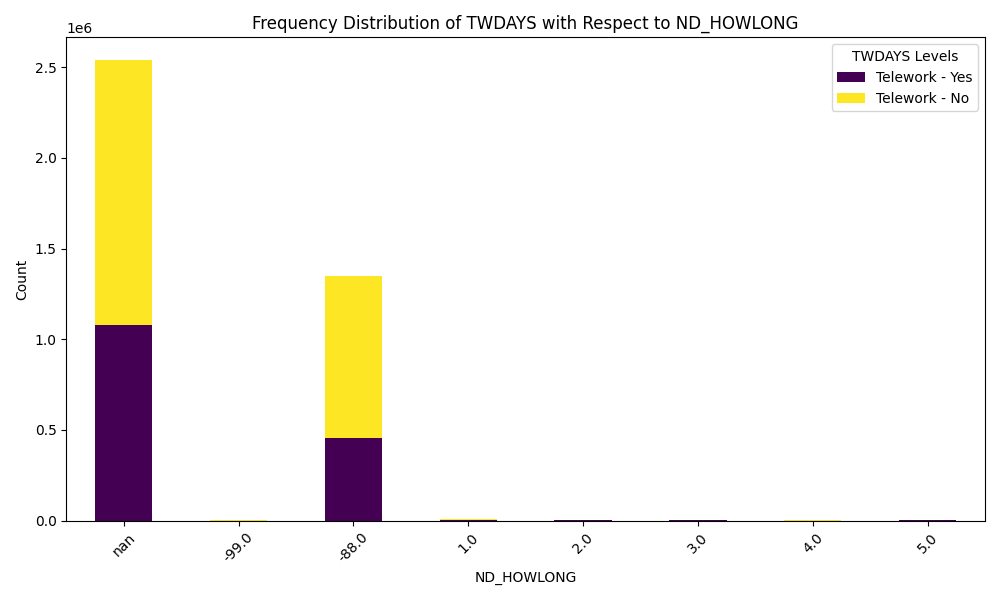 Frequency Distribution of TWDAYS with Respect to ND_HOWLONG
1e6
TWDAYS Levels
Telework - Yes
Telework - No
2.5
2.0
1.5
1.0
0.5
0.0
Count
nan
-99.0
-88.0
1.0
2.0
3.0
4.0
5.0
ND_HOWLONG